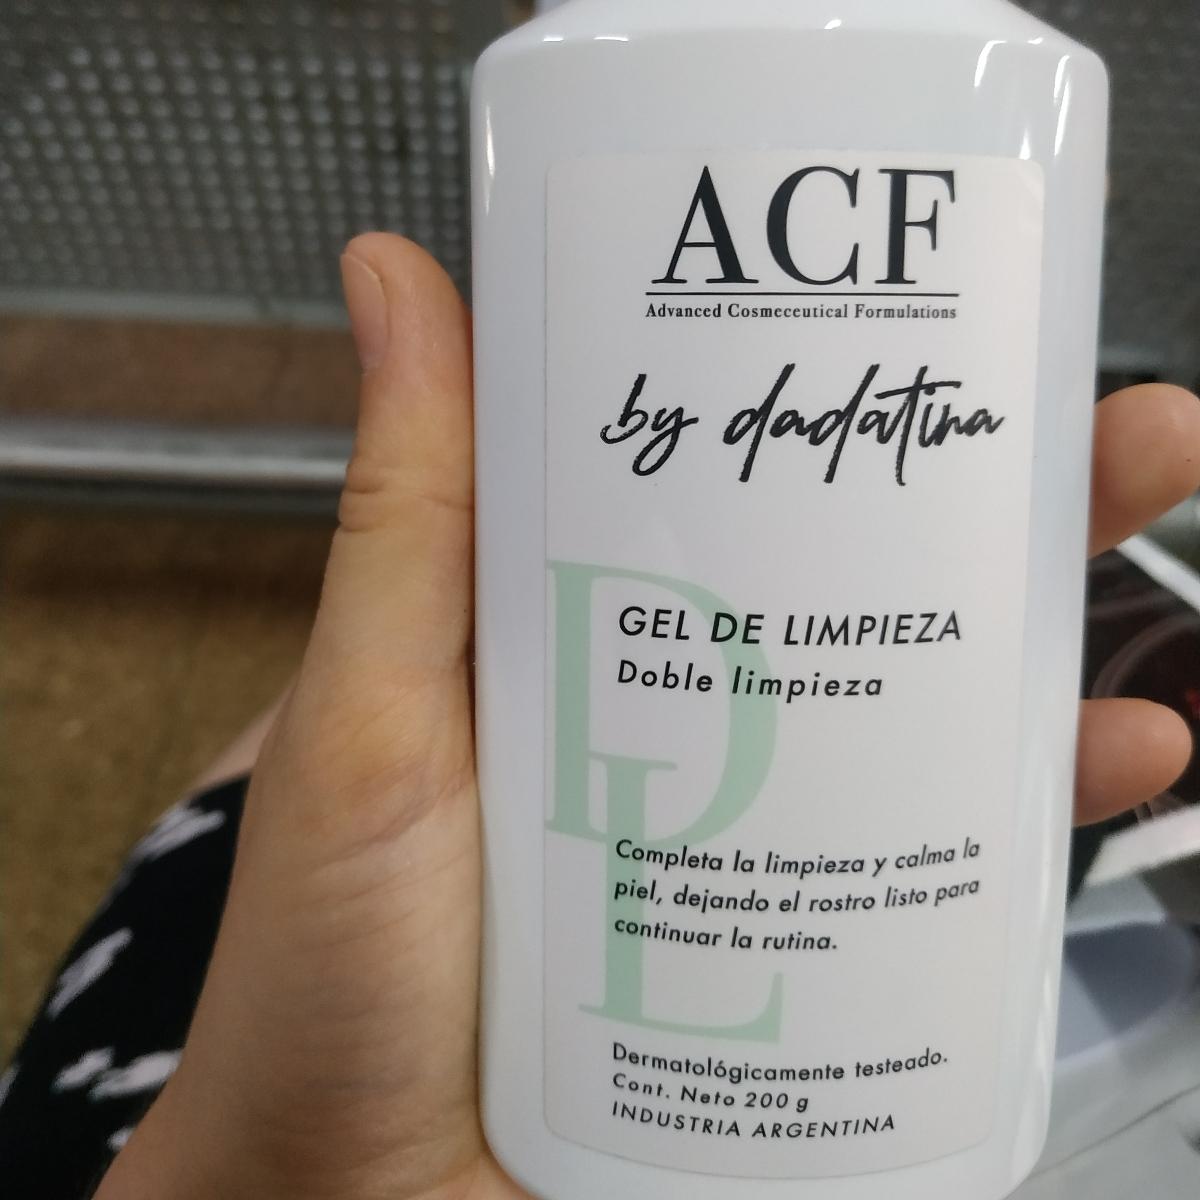 ACF
Advanced Cosmeceutical Formulations
by dadatina
GEL DE LIMPIEZA
Doble limpieza
DL
Completa la limpieza y calma la
piel, dejando el rostro listo para
continuar la rutina.
Dermatológicamente testeado.
Cont. Neto 200 g
INDUSTRIA ARGENTINA